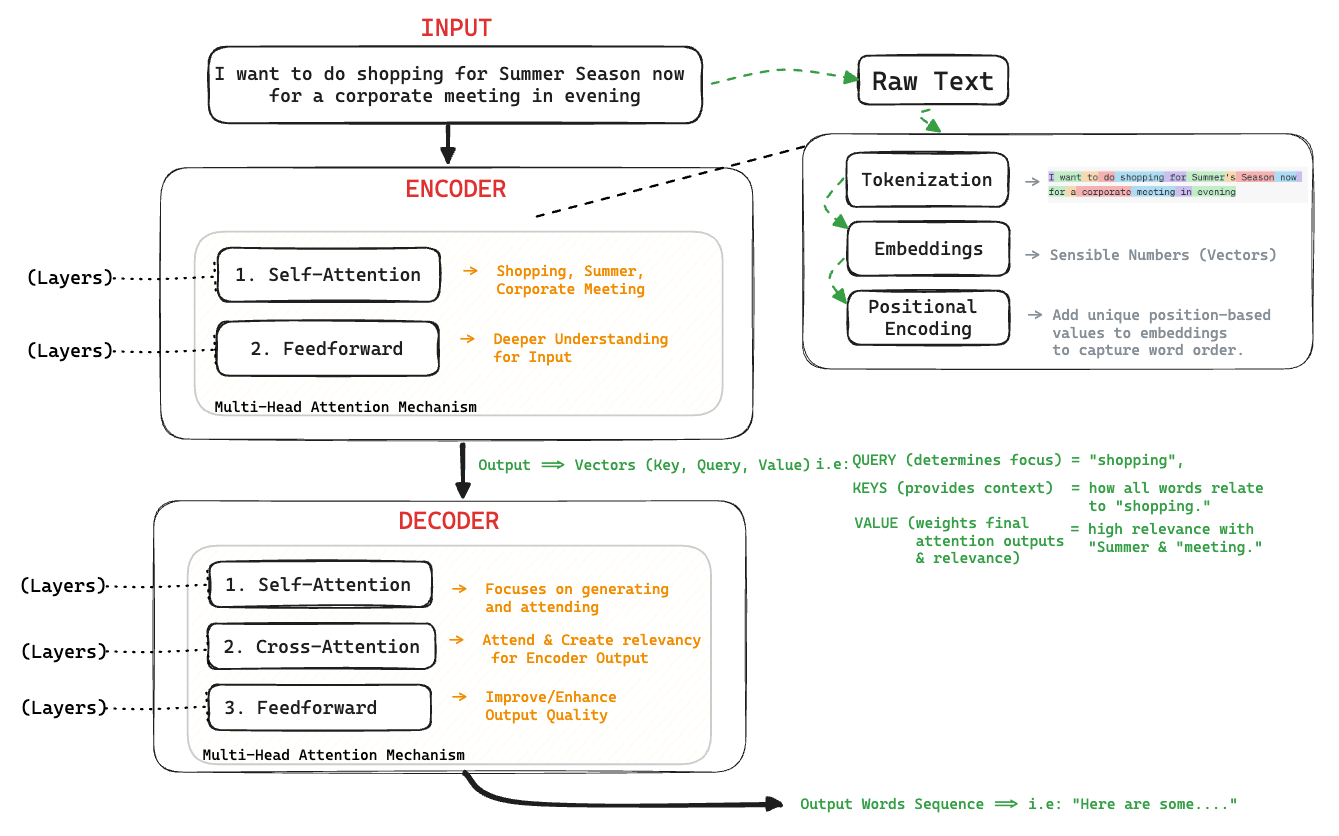 INPUT
I want to do shopping for Summer Season now
for a corporate meeting in evening
Raw Text
Tokenization
→ I want to do shopping for Summer's Season now
for a corporate meeting in evening
Embeddings
→ Sensible Numbers (Vectors)
Positional
Encoding
→ Add unique position-based
values to embeddings
to capture word order.
ENCODER
(Layers)
1. Self-Attention
→ Shopping, Summer,
Corporate Meeting
(Layers)
2. Feedforward
→ Deeper Understanding
for Input
Multi-Head Attention Mechanism
Output ⟹ Vectors (Key, Query, Value) i.e:
QUERY (determines focus) = "shopping",
KEYS (provides context) = how all words relate
to "shopping."
VALUE (weights final
attention outputs
& relevance)
= high relevance with
"Summer & "meeting."
DECODER
(Layers)
1. Self-Attention
→ Focuses on generating
and attending
(Layers)
2. Cross-Attention
→ Attend & Create relevancy
for Encoder Output
(Layers)
3. Feedforward
→ Improve/Enhance
Output Quality
Multi-Head Attention Mechanism
Output Words Sequence ⟹ i.e: "Here are some...."